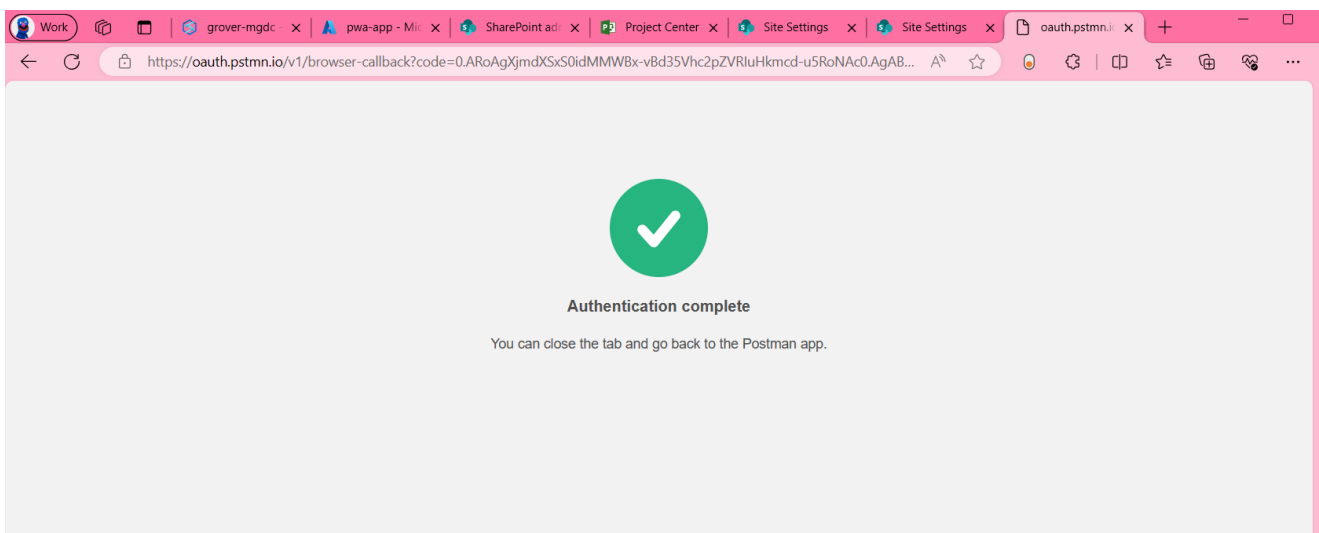 Work
grover-mgdc -
pwa-app - Mic
SharePoint adm
Project Center
Site Settings
Site Settings
oauth.pstmn.io
https://oauth.pstmn.io/v1/browser-callback?code=0.ARoAgXjmdXSxS0idMMWBx-vBd35Vhc2pZVRIuHkmcd-u5RoNAc0.AgAB...
Authentication complete
You can close the tab and go back to the Postman app.